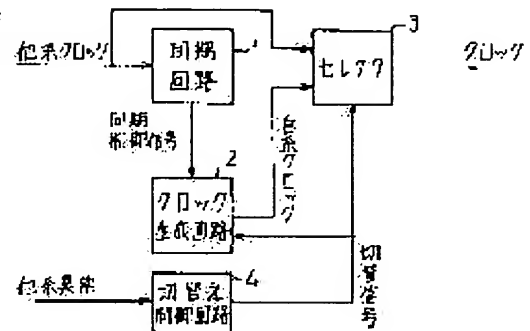 3
他系クロック
同期
回路
1
セレクタ
クロック
同期
制御信号
自系クロック
2
クロック
生成回路
切替信号
4
他系異常
切替え
制御回路